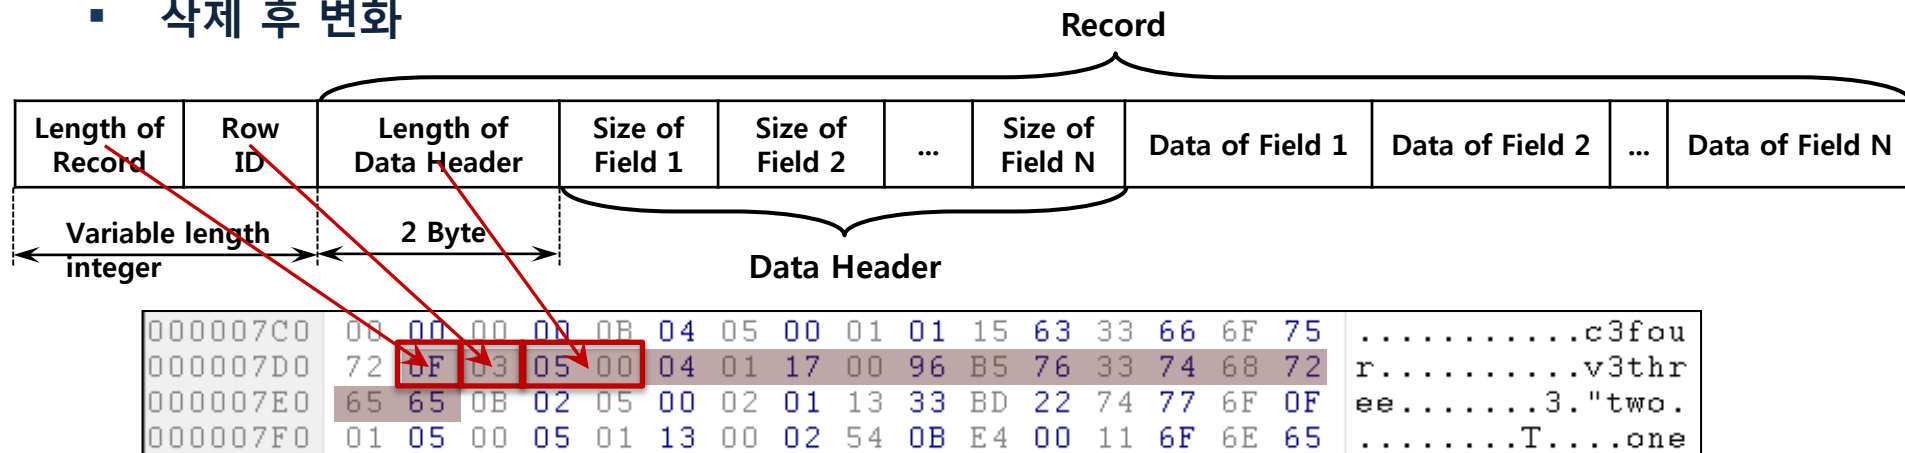 ▪ 삭제 후 변화
Record
Length of Record
Row ID
Length of Data Header
Size of Field 1
Size of Field 2
...
Size of Field N
Data of Field 1
Data of Field 2
...
Data of Field N
Variable length integer
2 Byte
Data Header
000007C0 00 00 00 00 0B 04 05 00 01 01 15 63 33 66 6F 75 ...........c3fou
000007D0 72 0F 03 05 00 04 01 17 00 96 B5 76 33 74 68 72 r..........v3thr
000007E0 65 65 0B 02 05 00 02 01 13 33 BD 22 74 77 6F 0F ee.......3."two.
000007F0 01 05 00 05 01 13 00 02 54 0B E4 00 11 6F 6E 65 ........T....one